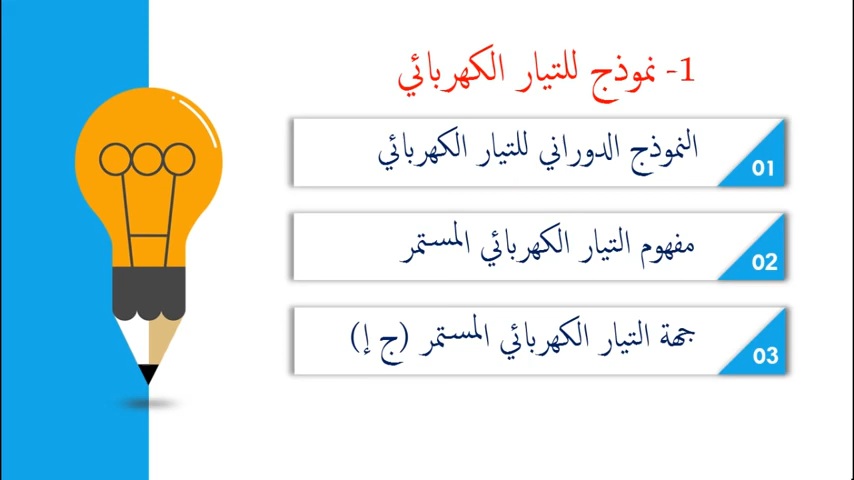 1- نموذج للتيار الكهربائي
النموذج الدوراني للتيار الكهربائي
01
مفهوم التيار الكهربائي المستمر
02
جهة التيار الكهربائي المستمر (ج إ)
03